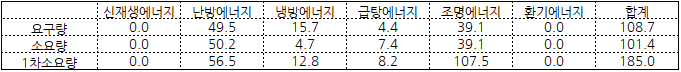 신재생에너지 난방에너지 냉방에너지 급탕에너지 조명에너지 환기에너지 합계
요구량 0.0 49.5 15.7 4.4 39.1 0.0 108.7
소요량 0.0 50.2 4.7 7.4 39.1 0.0 101.4
1차소요량 0.0 56.5 12.8 8.2 107.5 0.0 185.0